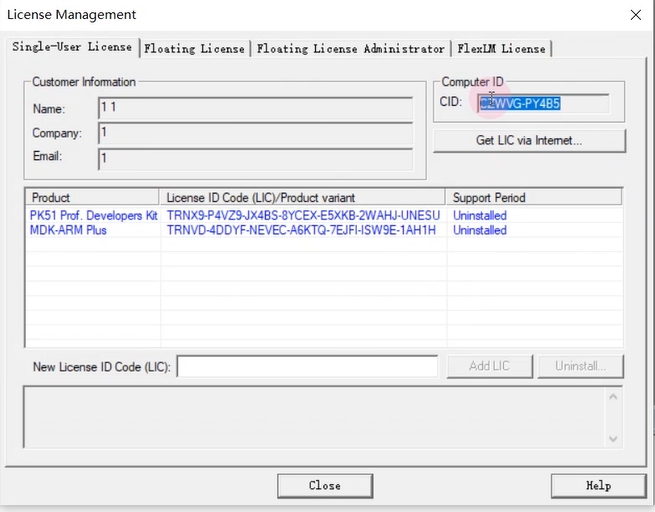 License Management
Single-User License Floating License Floating License Administrator FlexLM License
Customer Information
Name: 1 1
Company: 1
Email: 1
Computer ID
CID: C2WVG-PY4B5
Get LIC via Internet...
Product License ID Code (LIC)/Product variant Support Period
PK51 Prof. Developers Kit TRNX9-P4VZ9-JX4BS-8YCEX-E5XKB-2WAHJ-UNESU Uninstalled
MDK-ARM Plus TRNVD-4DDYF-NEVEC-A6KTQ-7EJFI-ISW9E-1AH1H Uninstalled
New License ID Code (LIC): Add LIC Uninstall...
Close Help